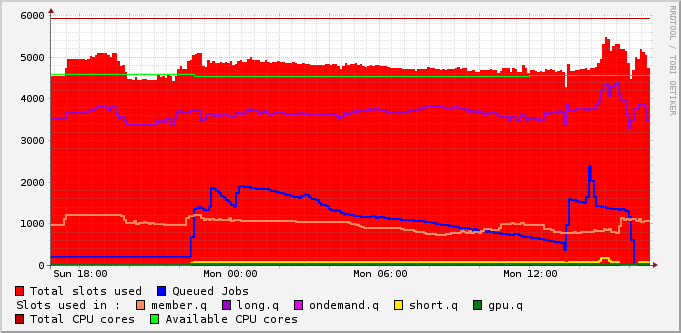 6000
5000
4000
3000
2000
1000
0
Sun 18:00 Mon 00:00 Mon 06:00 Mon 12:00
Total slots used Queued Jobs
Slots used in : member.q long.q ondemand.q short.q gpu.q
Total CPU cores Available CPU cores
RRDTOOL / TOBI OETIKER